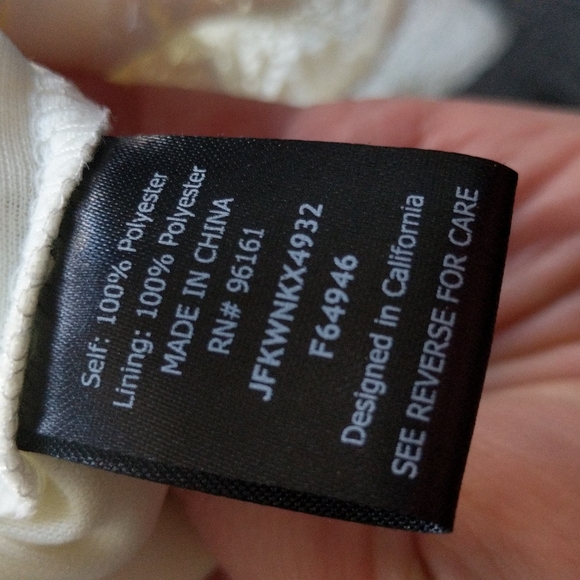 Self: 100% Polyester
Lining: 100% Polyester
MADE IN CHINA
RN# 96161
JFKWNKX4932
F64946
Designed in California
SEE REVERSE FOR CARE